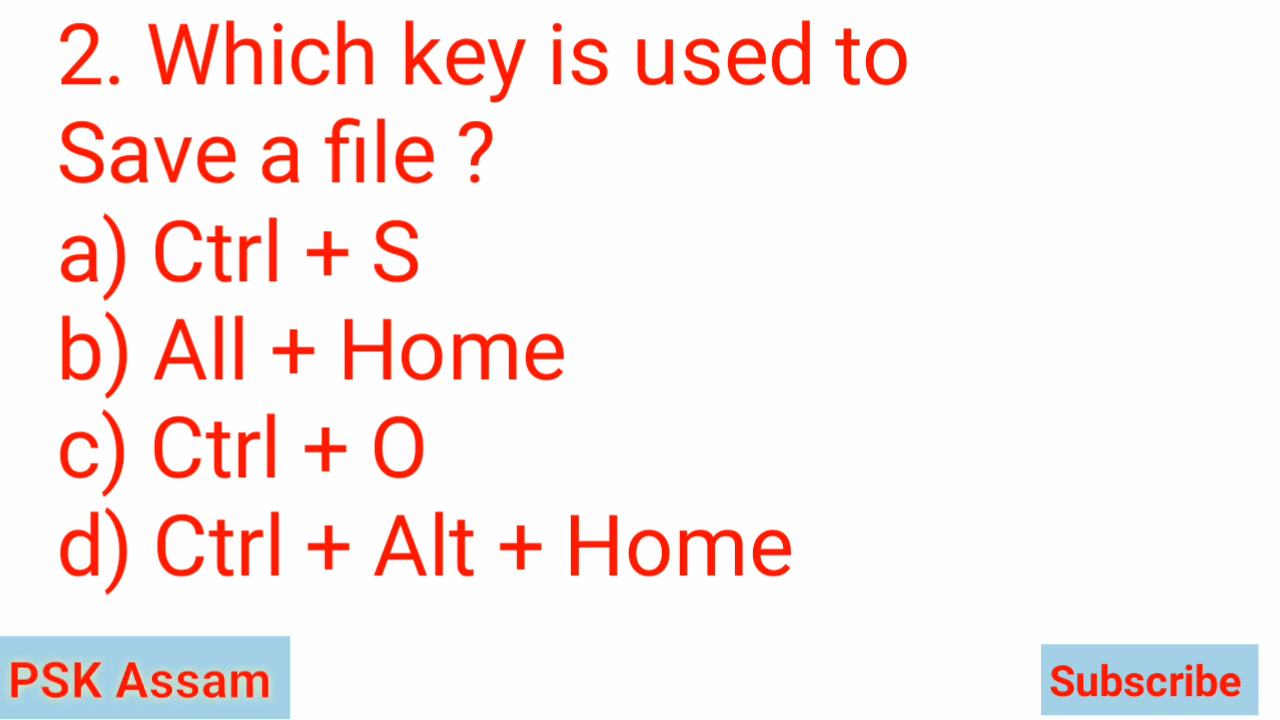 2. Which key is used to
Save a file ?
a) Ctrl + S
b) All + Home
c) Ctrl + O
d) Ctrl + Alt + Home
PSK Assam
Subscribe